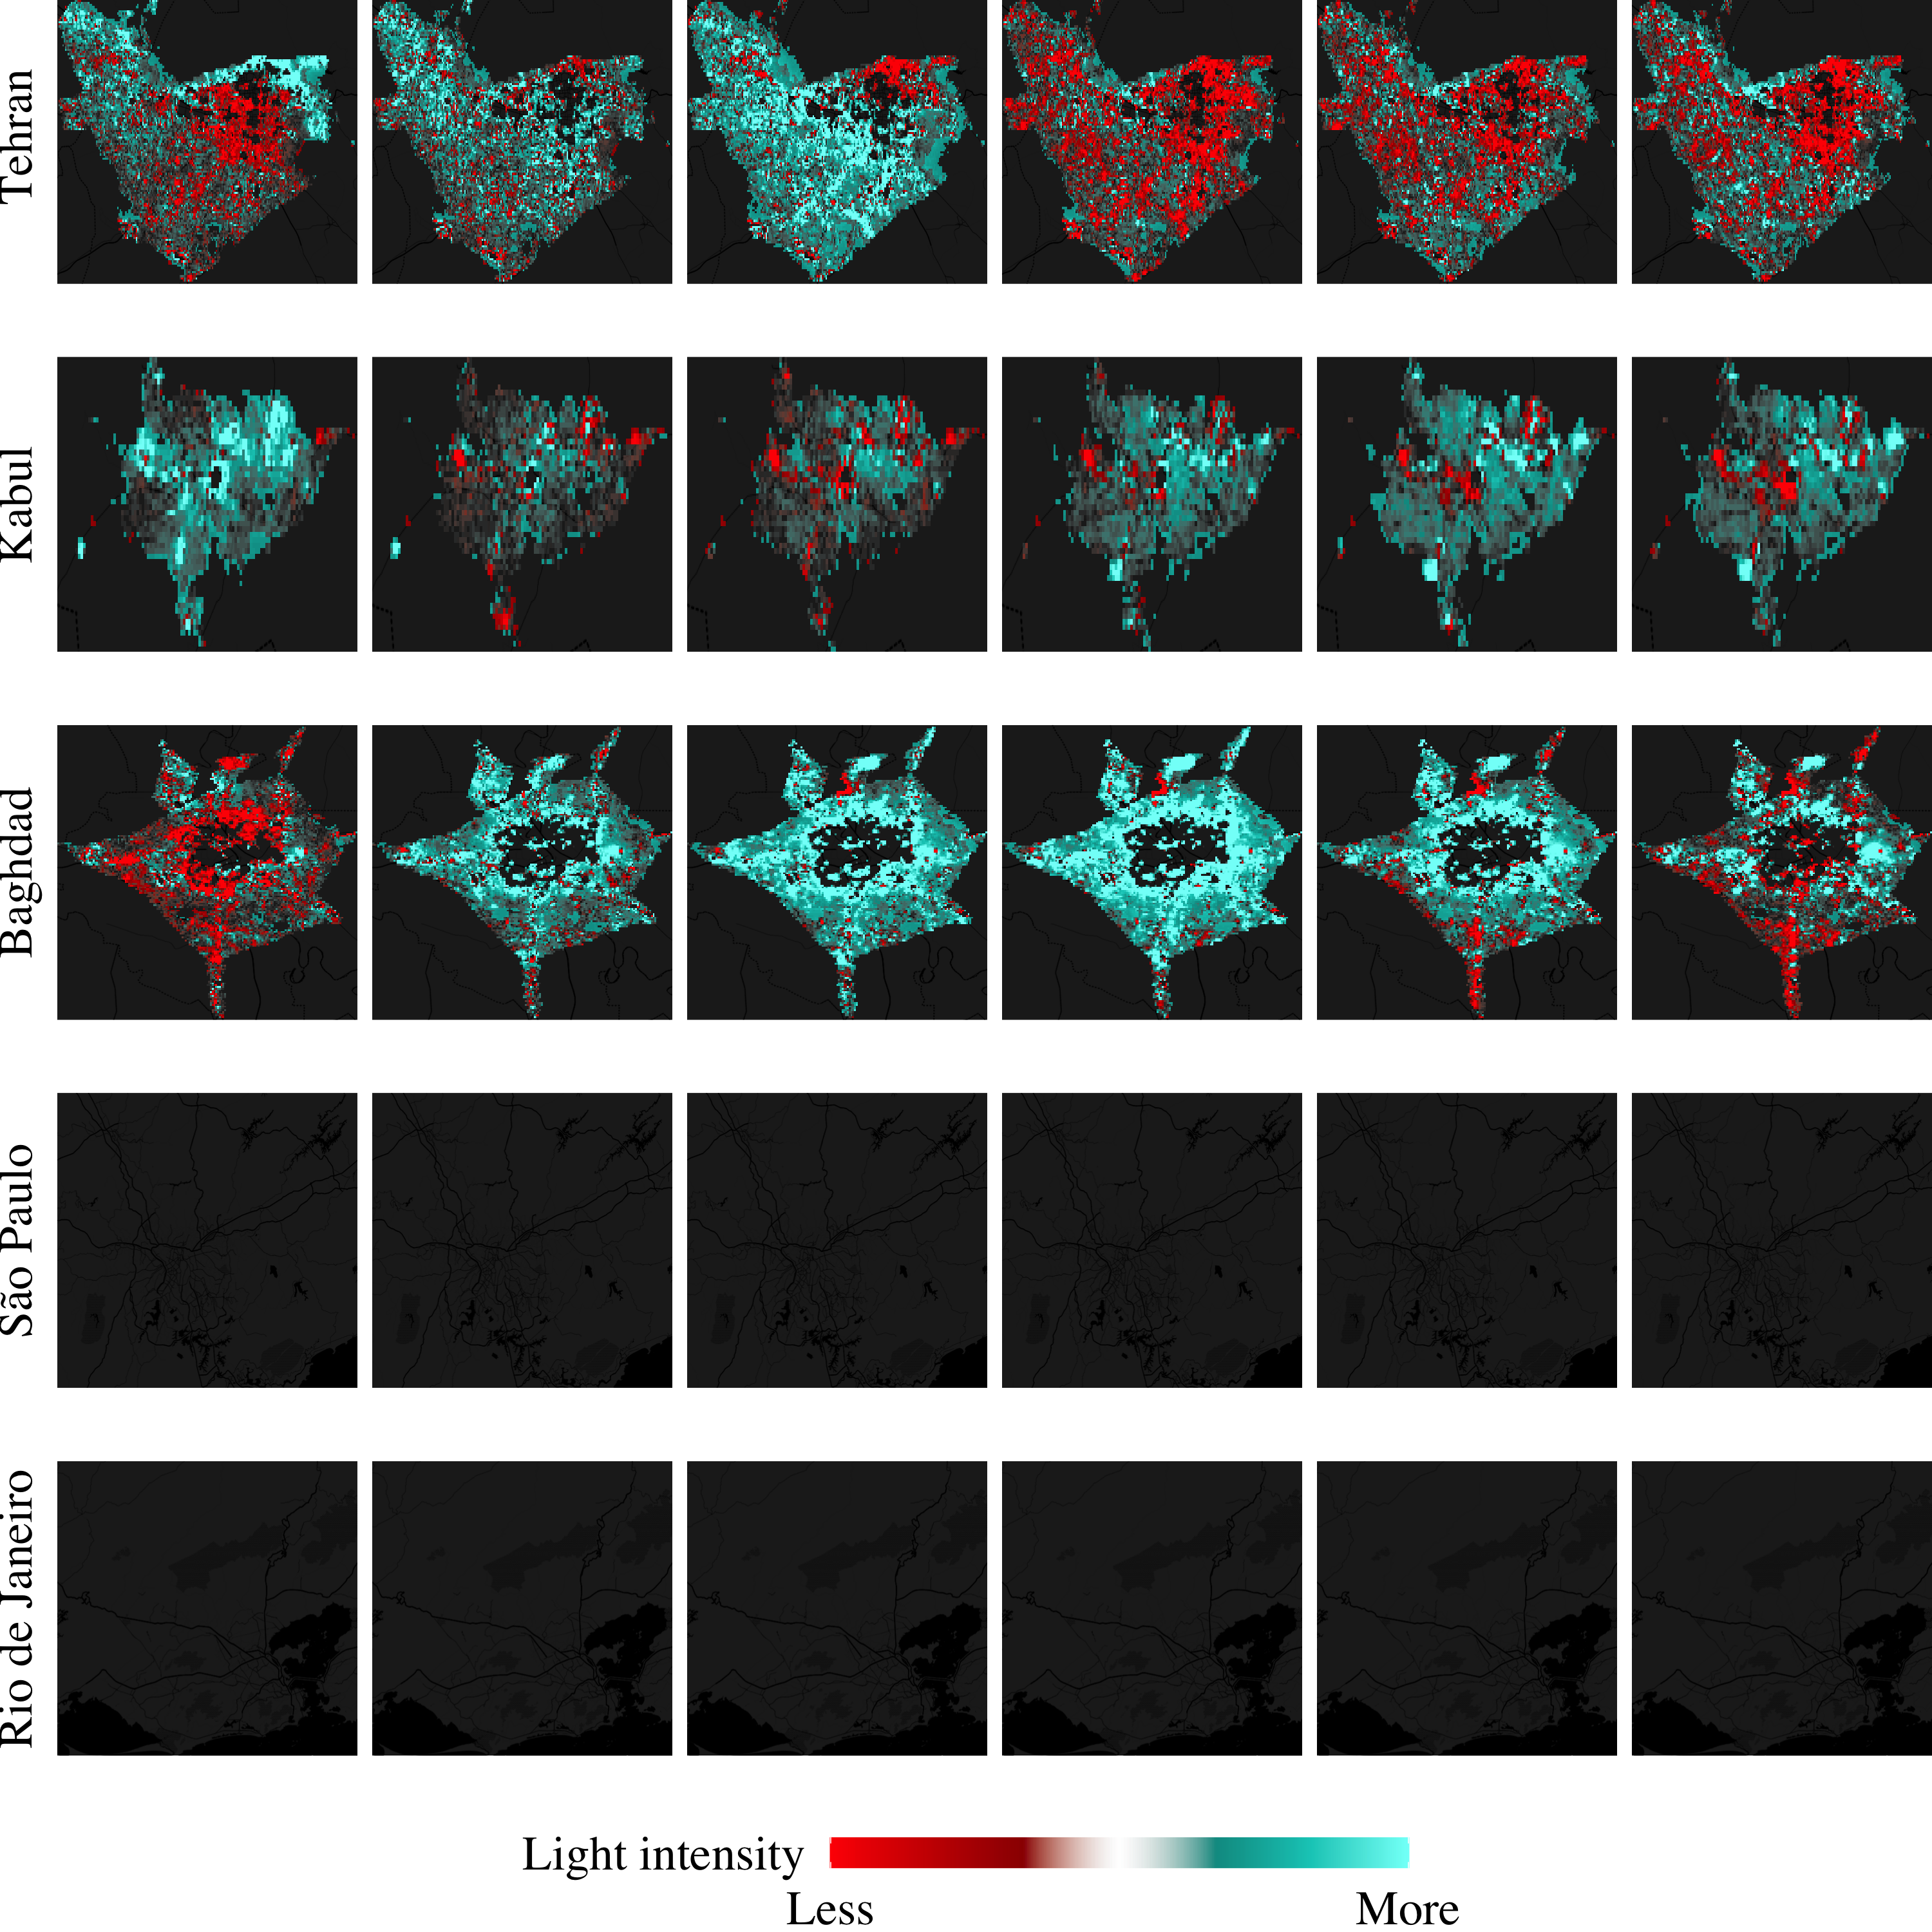 Tehran
Kabul
Baghdad
São Paulo
Rio de Janeiro
Light intensity
Less
More